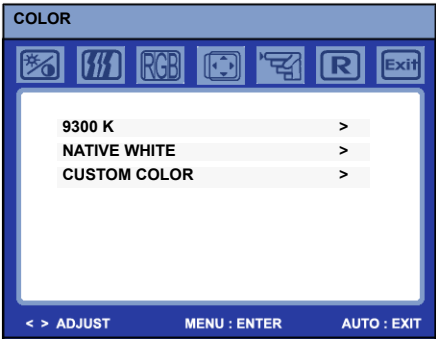 COLOR
RGB R Exit
9300 K >
NATIVE WHITE >
CUSTOM COLOR >
< > ADJUST MENU : ENTER AUTO : EXIT